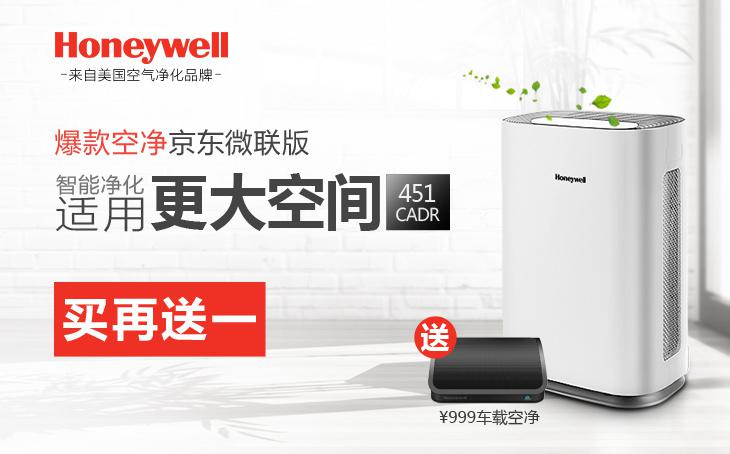 Honeywell
-来自美国空气净化品牌-
爆款空净京东微联版
智能净化
适用更大空间
451
CADR
买再送一
Honeywell
送
Honeywell
¥999车载空净